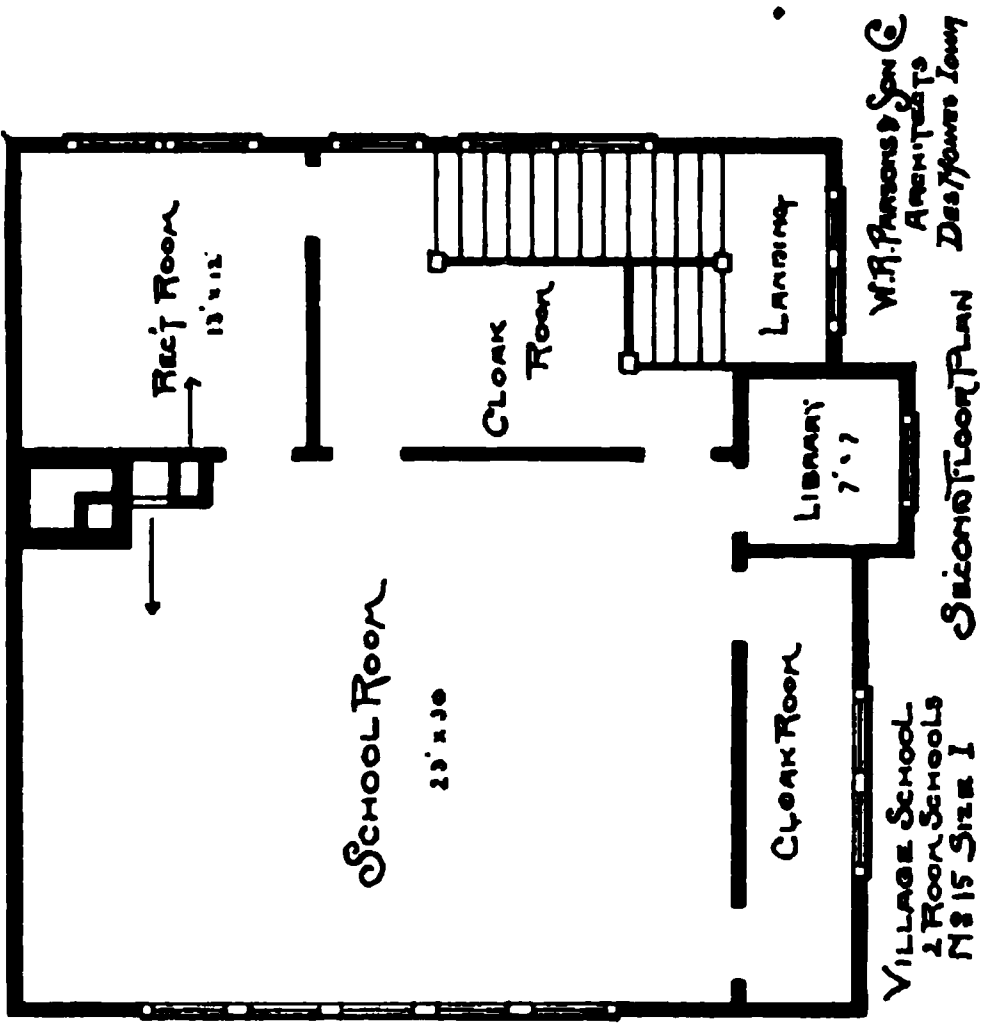 REC'T ROOM
13' x 12'
CLOAK
ROOM
LANDING
LIBRARY
7' x 7
SCHOOL ROOM
23' x 30
CLOAK ROOM
VILLAGE SCHOOL
2 ROOM SCHOOLS
No 15 SIZE I
SECOND FLOOR PLAN
W. R. PARSONS & SON Co
ARCHITECTS
DES MOINES IOWA